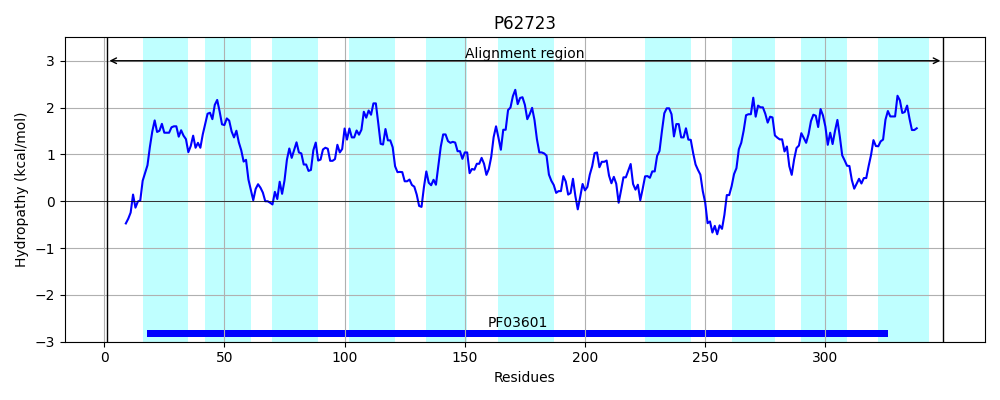 P62723
Hydropathy (kcal/mol)
3
2
1
0
−1
−2
−3
Alignment region
PF03601
0 50 100 150 200 250 300
Residues